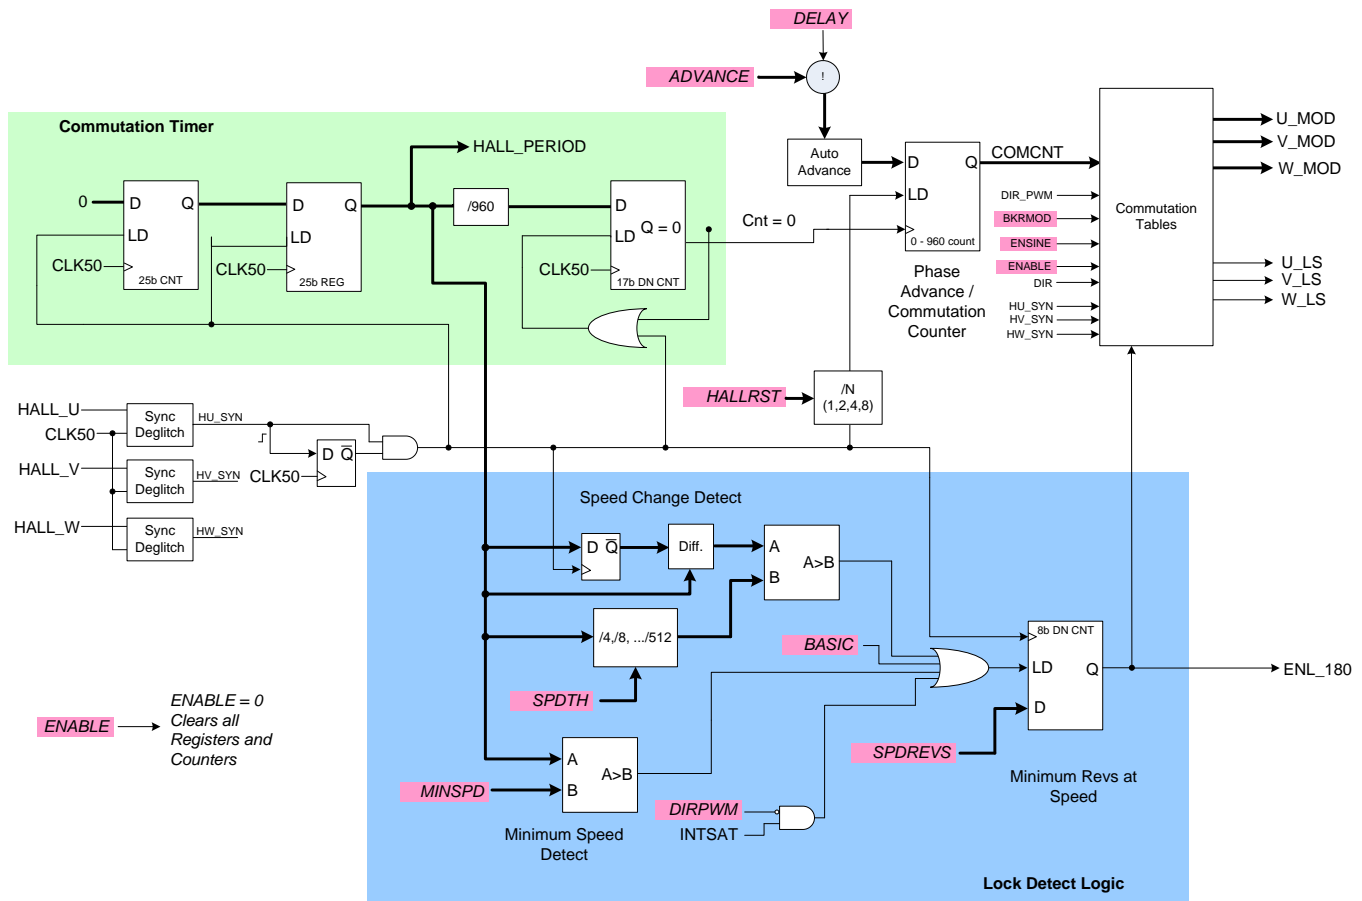 DELAY
ADVANCE
!
Commutation Timer
HALL_PERIOD
Auto
Advance
D
Q
LD
0 - 960 count
COMCNT
Phase
Advance /
Commutation
Counter
U_MOD
V_MOD
W_MOD
DIR_PWM
BKRMOD
ENSINE
ENABLE
DIR
HU_SYN
HV_SYN
HW_SYN
Commutation
Tables
U_LS
V_LS
W_LS
0
D
Q
LD
CLK50
25b CNT
D
Q
LD
CLK50
25b REG
/960
D
LD
Q = 0
CLK50
17b DN CNT
Cnt = 0
HALLRST
/N
(1,2,4,8)
HALL_U
CLK50
Sync
Deglitch
HU_SYN
HALL_V
Sync
Deglitch
HV_SYN
HALL_W
Sync
Deglitch
HW_SYN
D
Q
CLK50
Speed Change Detect
D
Q
Diff.
A
B
A>B
/4,/8, .../512
SPDTH
BASIC
8b DN CNT
LD
Q
D
ENL_180
SPDREVS
Minimum Revs at
Speed
ENABLE
ENABLE = 0
Clears all
Registers and
Counters
MINSPD
A
B
A>B
Minimum Speed
Detect
DIRPWM
INTSAT
Lock Detect Logic